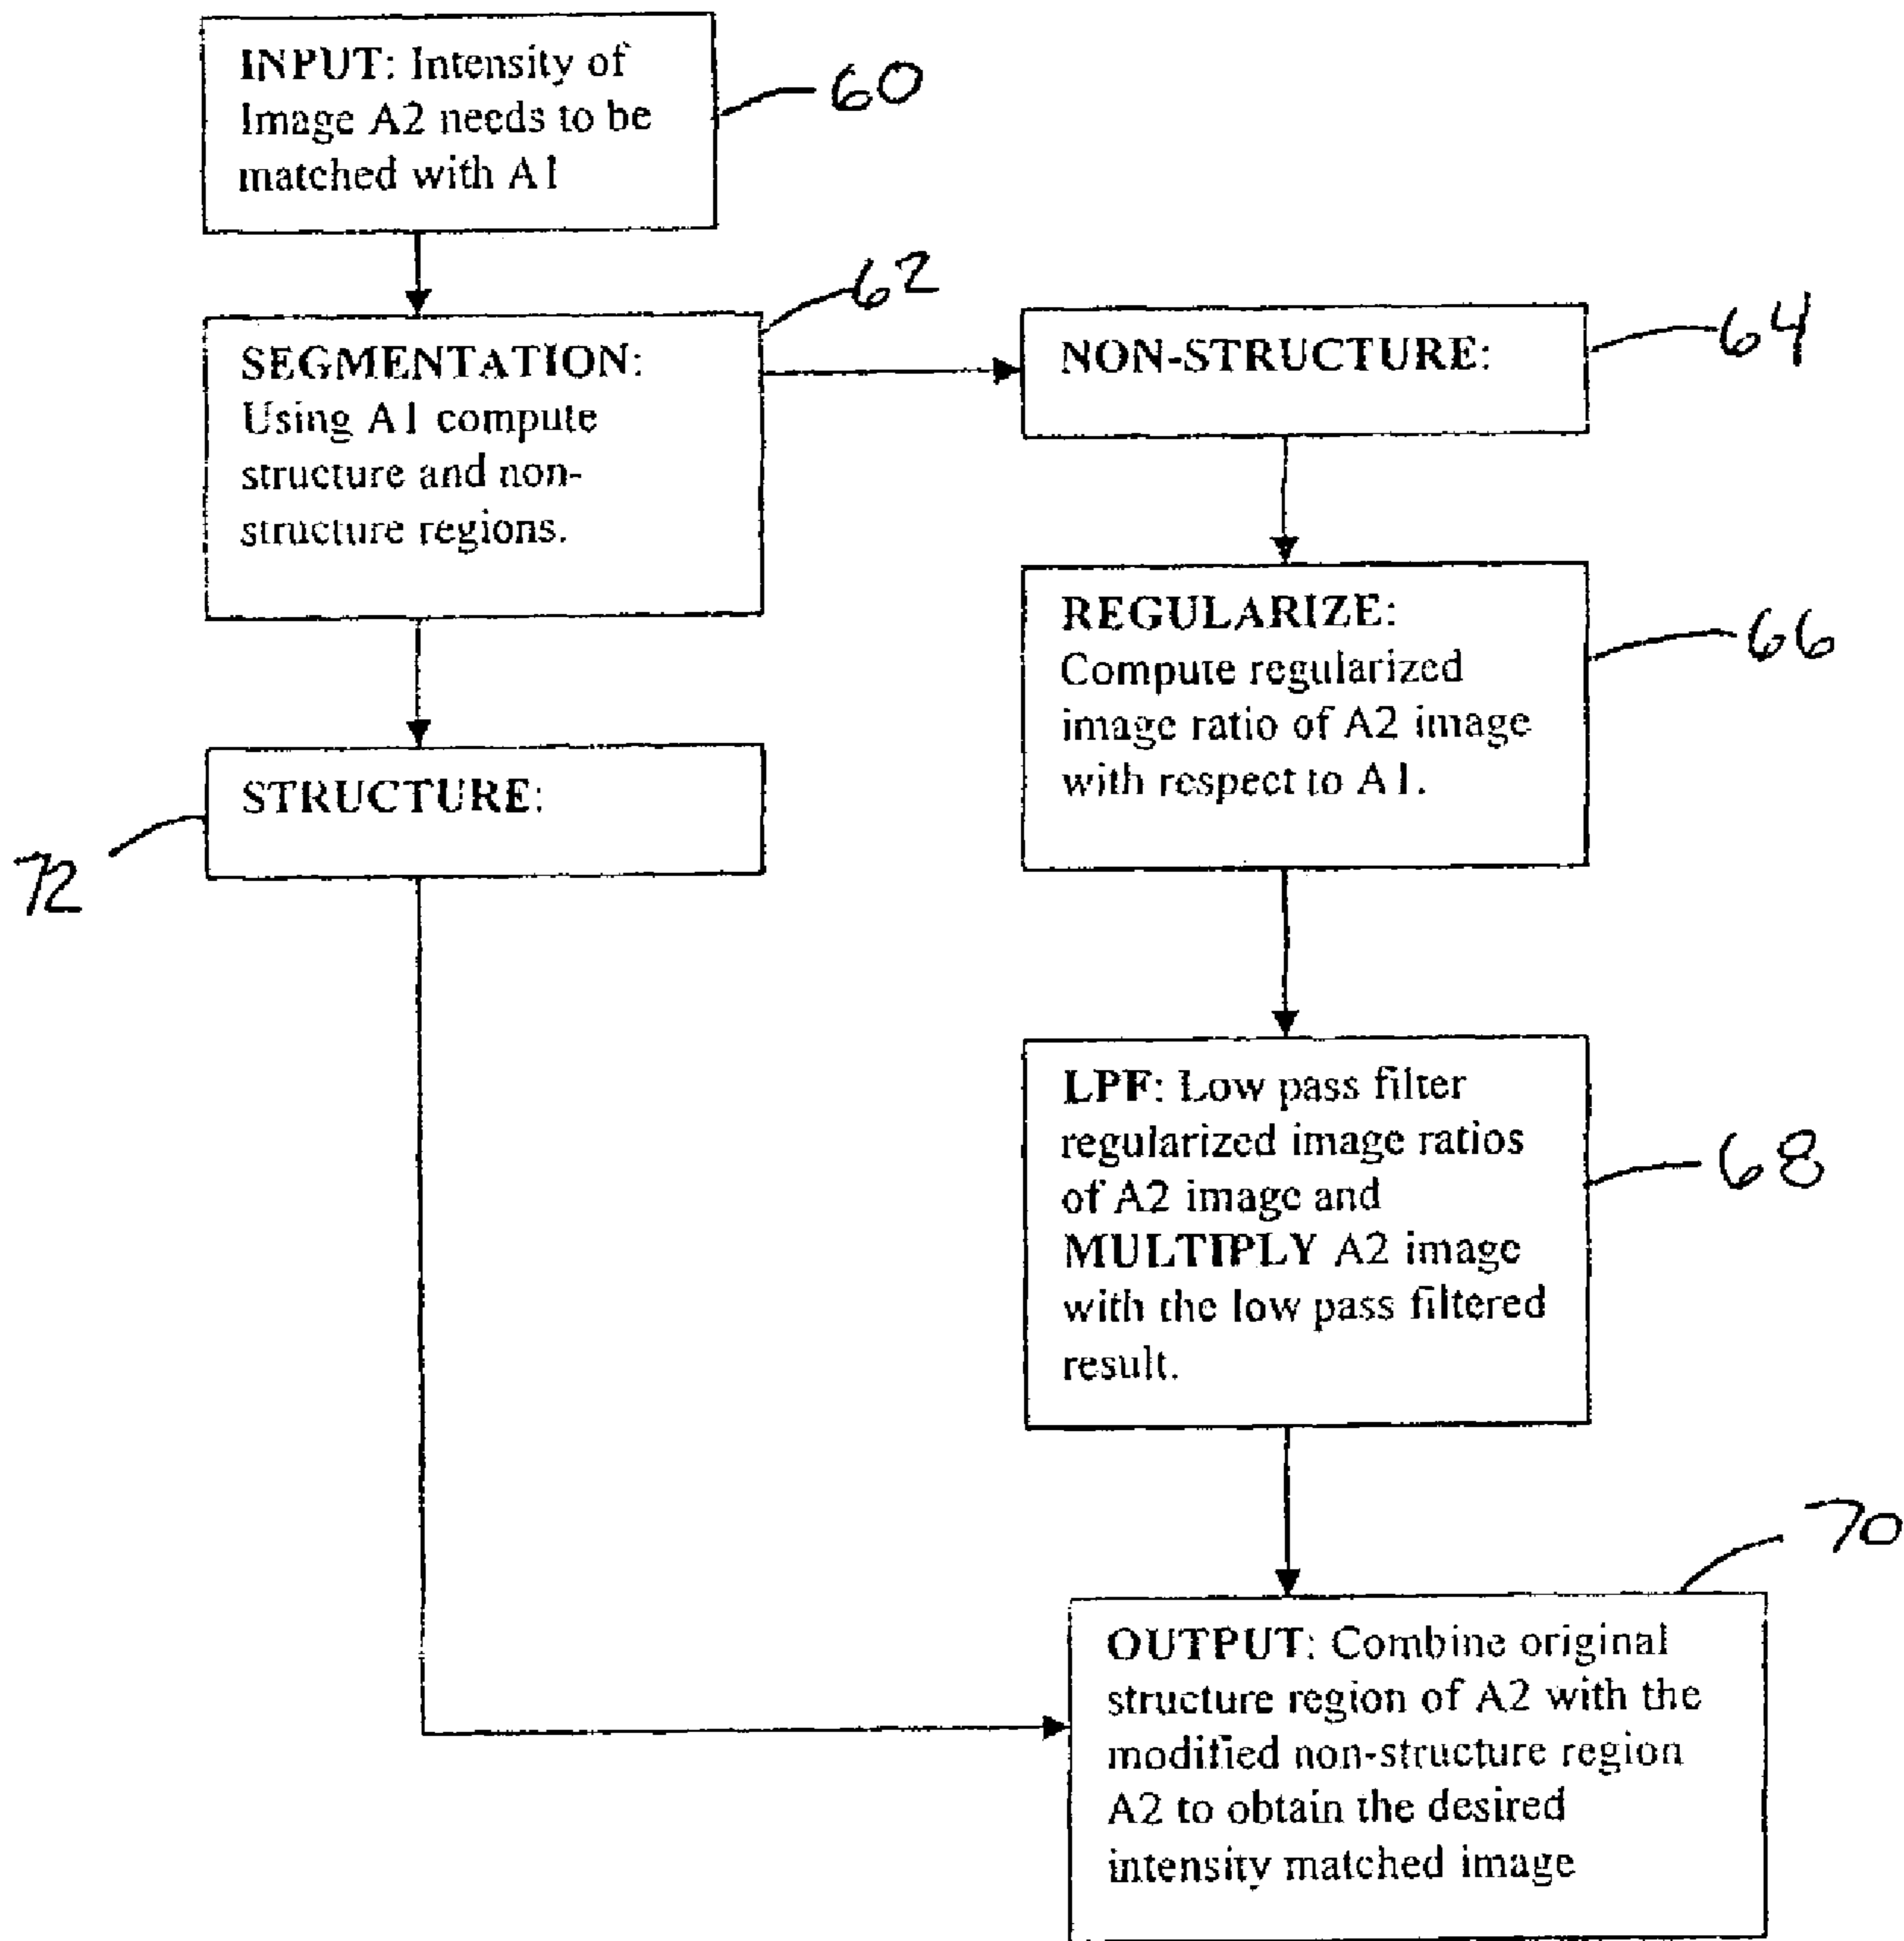 INPUT: Intensity of
Image A2 needs to be
matched with A1
60
SEGMENTATION:
Using A1 compute
structure and non-
structure regions.
62
NON-STRUCTURE:
64
REGULARIZE:
Compute regularized
image ratio of A2 image
with respect to A1.
66
STRUCTURE:
72
LPF: Low pass filter
regularized image ratios
of A2 image and
MULTIPLY A2 image
with the low pass filtered
result.
68
70
OUTPUT: Combine original
structure region of A2 with the
modified non-structure region
A2 to obtain the desired
intensity matched image